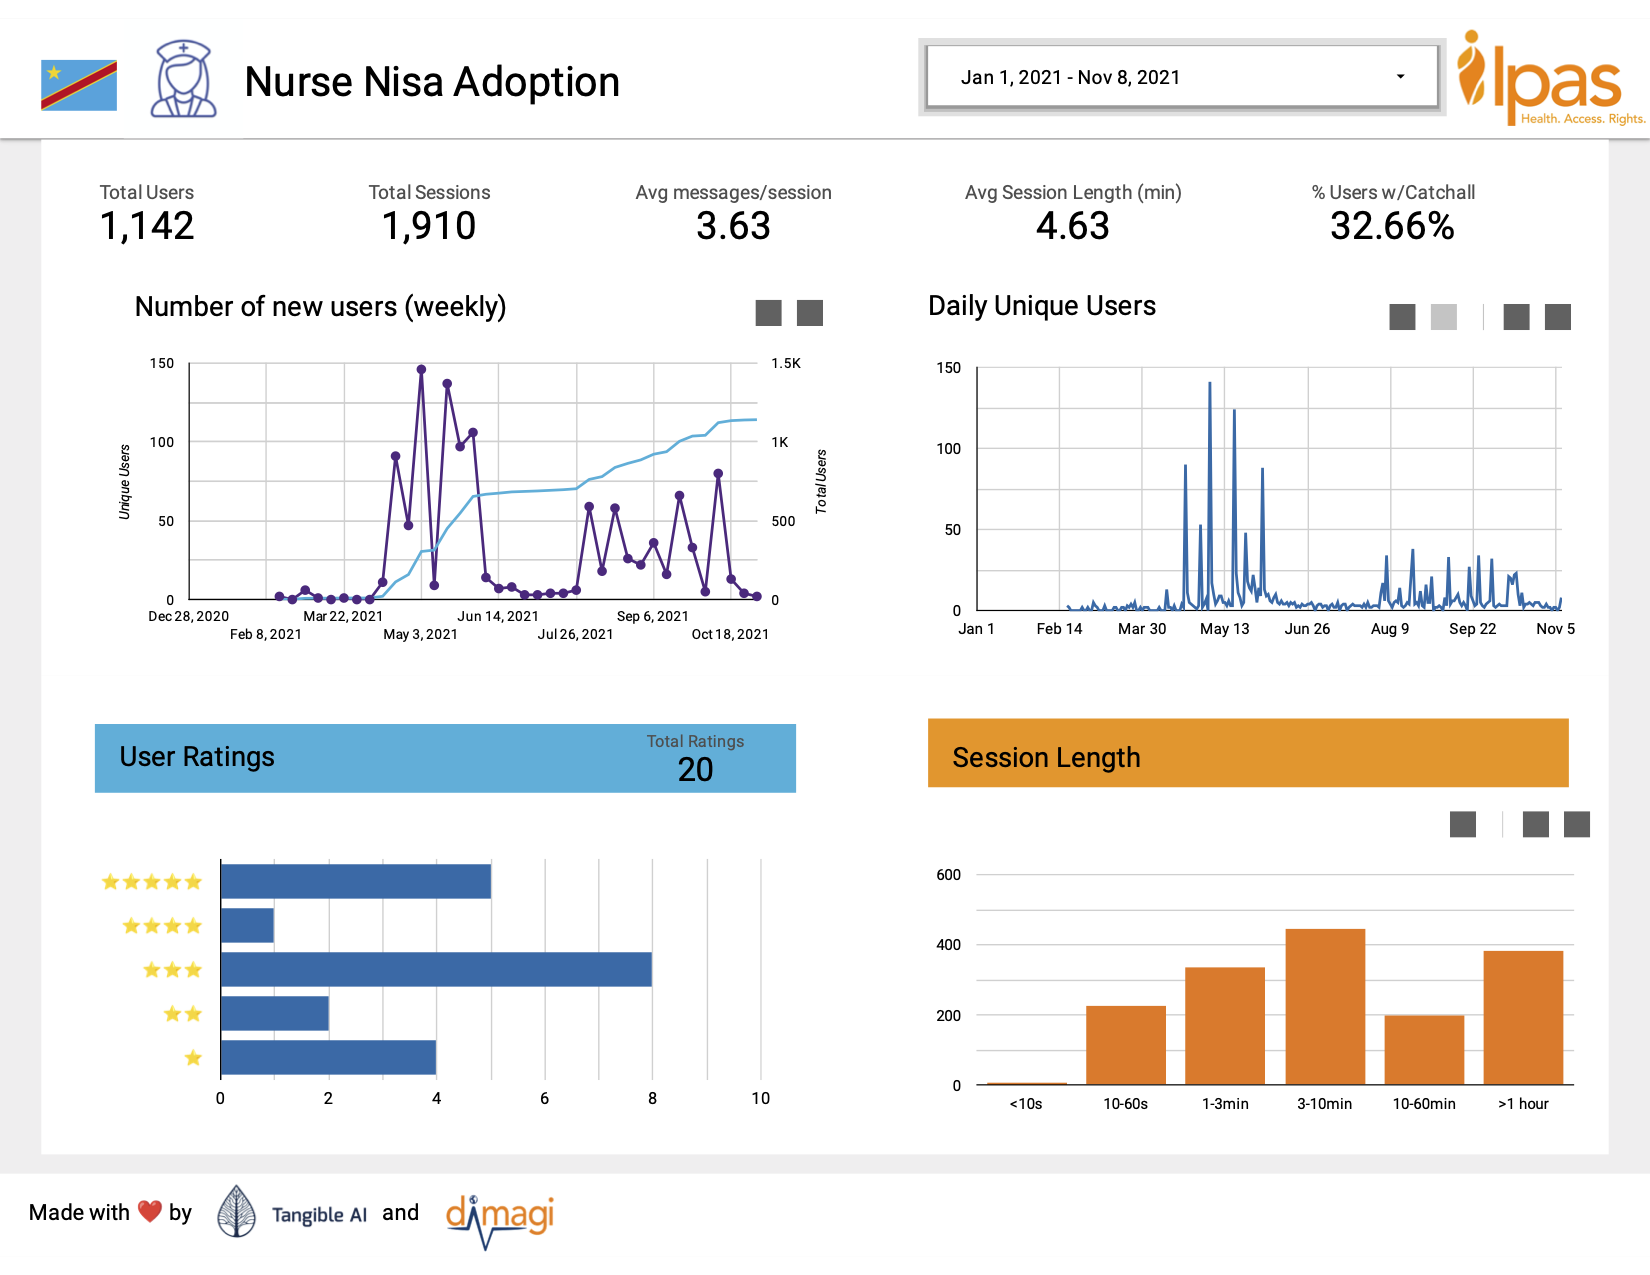 Nurse Nisa Adoption
Jan 1, 2021 - Nov 8, 2021
Ipas
Health. Access. Rights.
Total Users
1,142
Total Sessions
1,910
Avg messages/session
3.63
Avg Session Length (min)
4.63
% Users w/Catchall
32.66%
Number of new users (weekly)
150
100
50
0
Unique Users
1.5K
1K
500
0
Total Users
Dec 28, 2020
Feb 8, 2021
Mar 22, 2021
May 3, 2021
Jun 14, 2021
Jul 26, 2021
Sep 6, 2021
Oct 18, 2021
Daily Unique Users
150
100
50
0
Jan 1
Feb 14
Mar 30
May 13
Jun 26
Aug 9
Sep 22
Nov 5
User Ratings
Total Ratings
20
0
2
4
6
8
10
Session Length
600
400
200
0
<10s
10-60s
1-3min
3-10min
10-60min
>1 hour
Made with ❤️ by
Tangible AI
and
dimagi